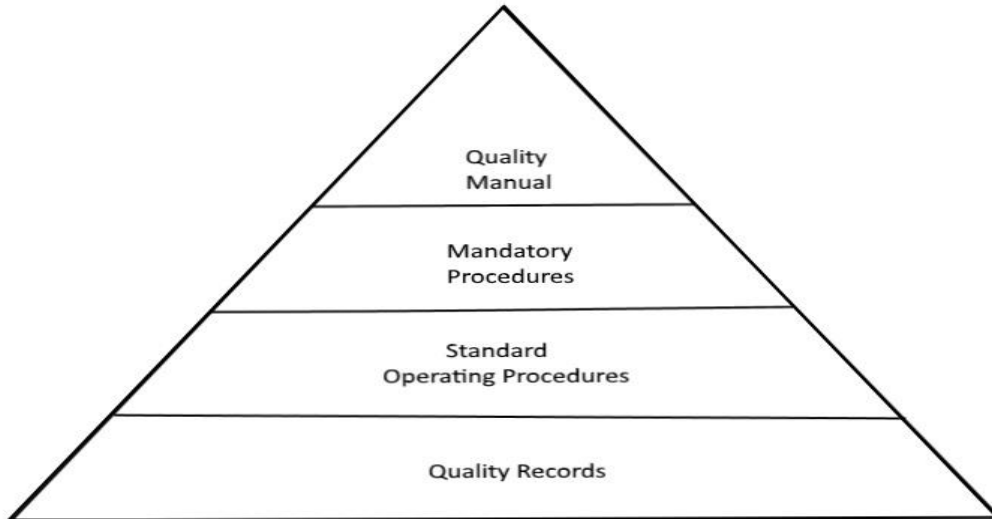 Quality
Manual
Mandatory
Procedures
Standard
Operating Procedures
Quality Records